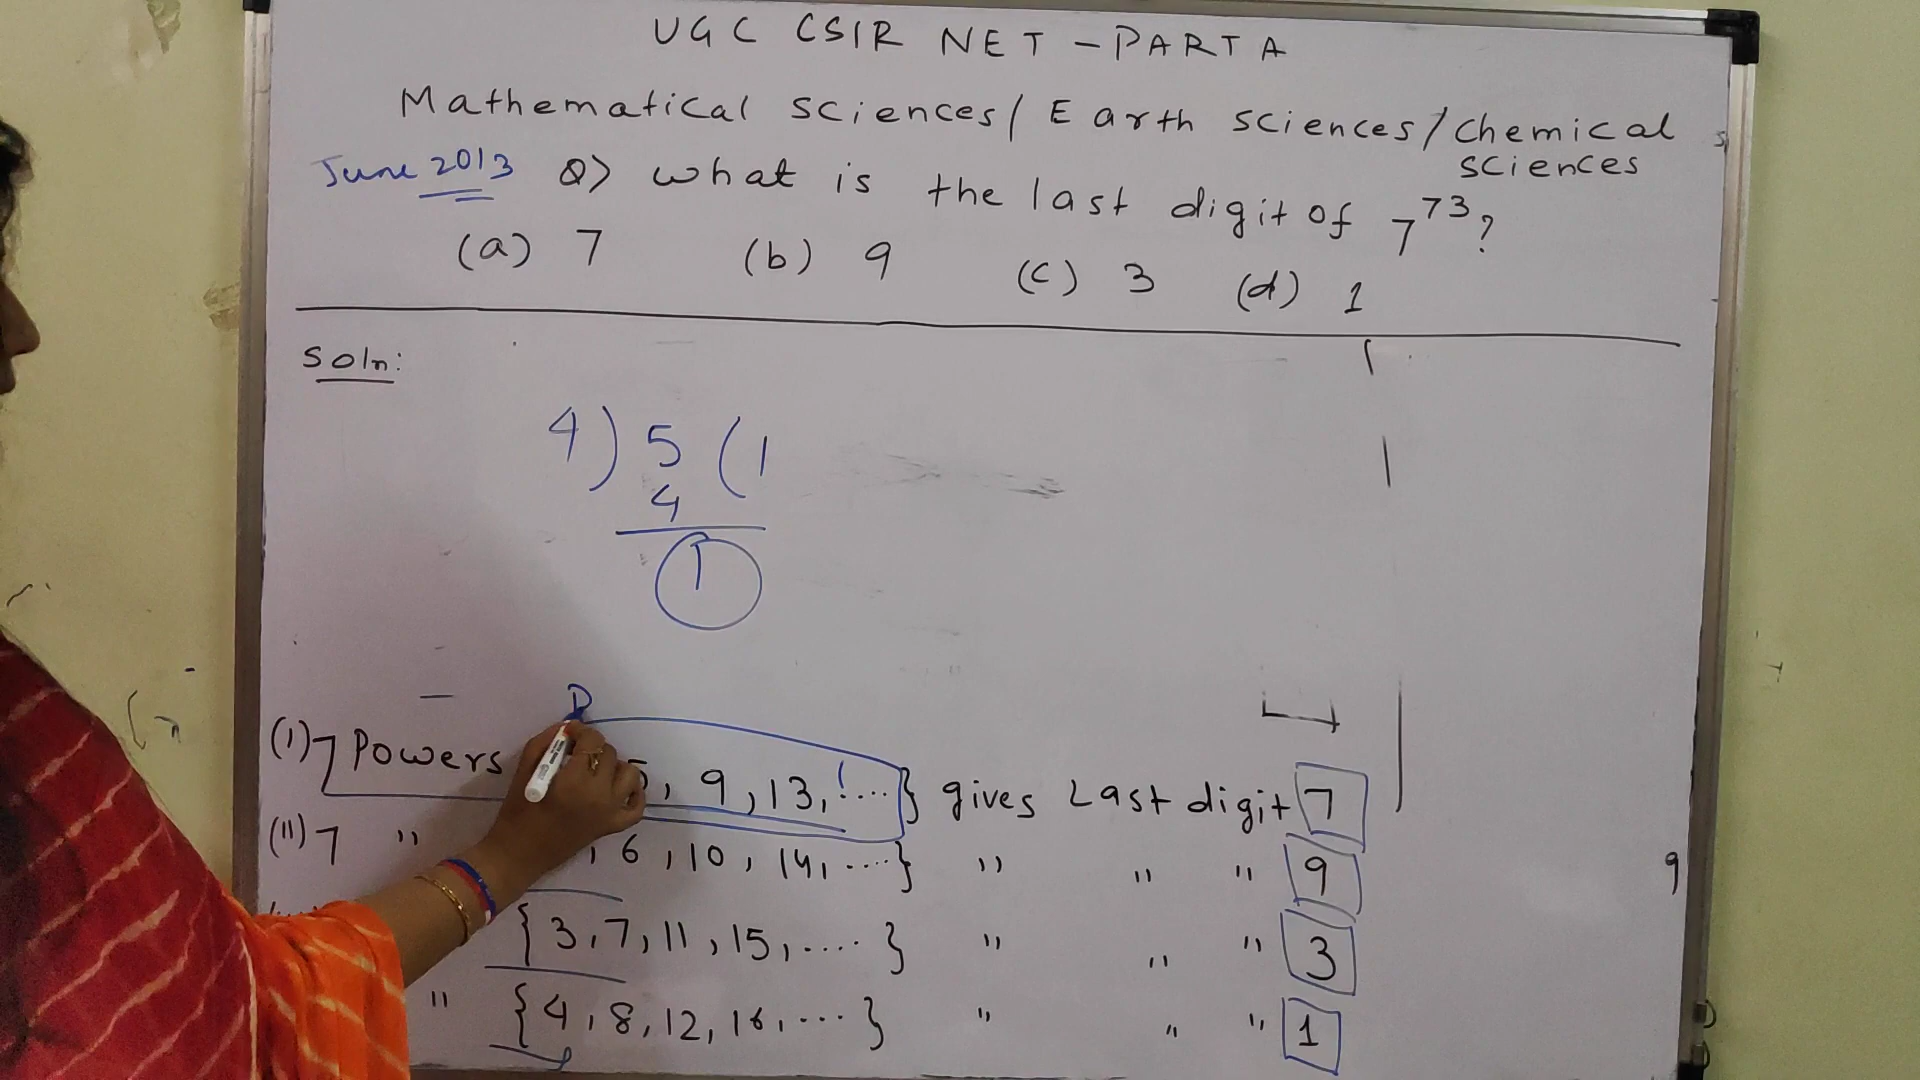 UGC CSIR NET - PART A
Mathematical sciences / Earth sciences / Chemical sciences
June 2013 Q> What is the last digit of 7^73 ?
(a) 7 (b) 9 (c) 3 (d) 1
Soln:
4) 5 (1
4
1
(i) 7 Powers 5, 9, 13, ! .... } gives Last digit 7
(ii) 7 " , 6, 10, 14, .... } " " " 9
{ 3, 7, 11, 15, .... } " " " 3
" { 4, 8, 12, 16, .... } " " " 1
9